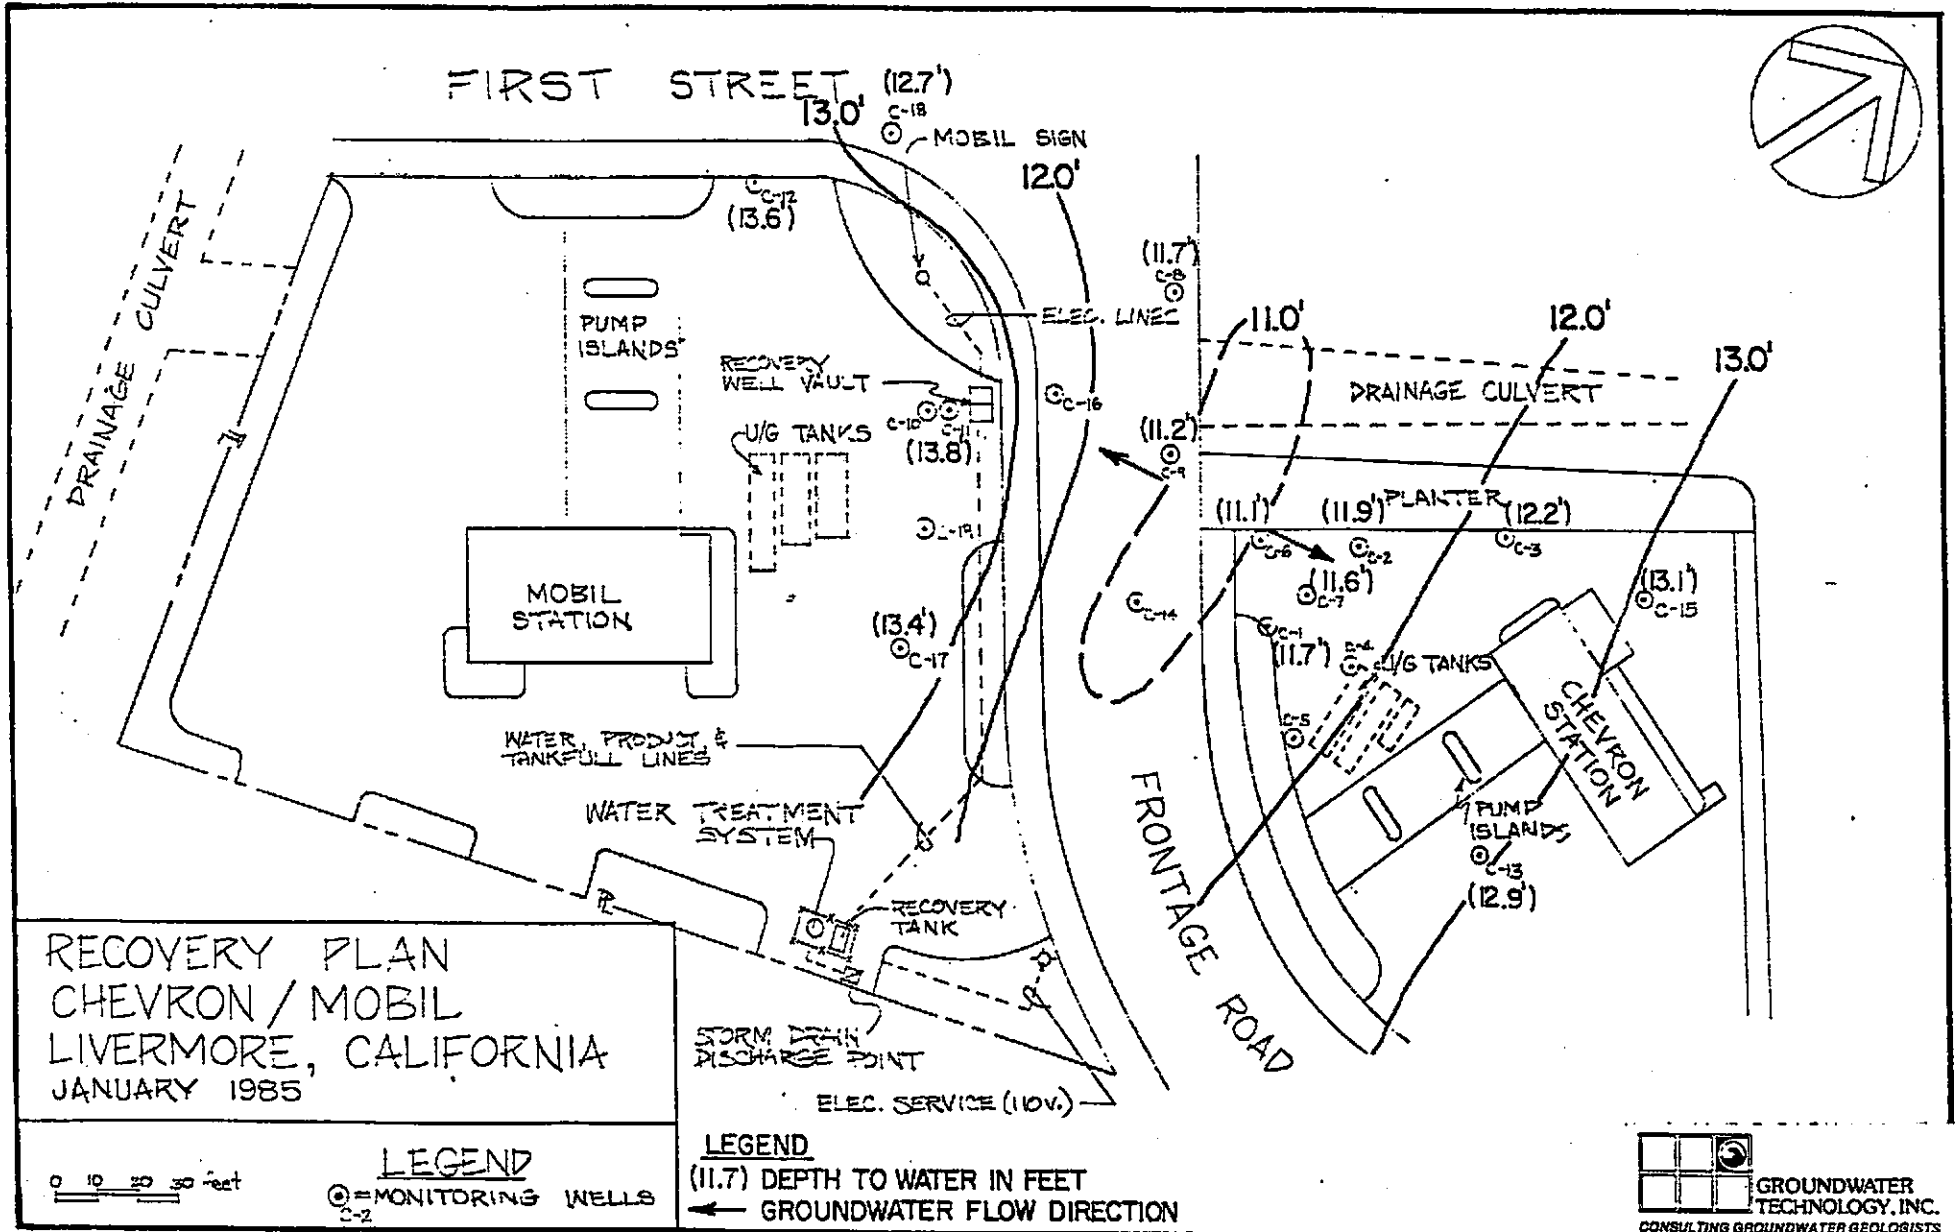 FIRST STREET
(12.7')
13.0'
C-18
MOBIL SIGN
12.0'
C-12
(13.6')
DRAINAGE CULVERT
PUMP
ISLANDS
(11.7')
C-8
ELEC. LINES
11.0'
12.0'
13.0'
RECOVERY
WELL VAULT
C-16
DRAINAGE CULVERT
C-10
C-11
(13.8')
U/G TANKS
(11.2')
C-9
PLANTER
(11.1')
(11.9')
(12.2')
C-6
C-2
C-3
C-19
MOBIL
STATION
(11.6')
C-7
(13.1')
C-15
C-14
(13.4')
C-17
C-1
(11.7')
C-4
U/G TANKS
CHEVRON
STATION
C-5
WATER, PRODUCT, &
TANKFULL LINES
WATER TREATMENT
SYSTEM
PUMP
ISLANDS
C-13
(12.9')
FRONTAGE ROAD
RECOVERY
TANK
STORM DRAIN
DISCHARGE POINT
ELEC. SERVICE (110V.)
RECOVERY PLAN
CHEVRON / MOBIL
LIVERMORE, CALIFORNIA
JANUARY 1985
0 10 20 30 feet
LEGEND
=MONITORING WELLS
C-2
LEGEND
(11.7) DEPTH TO WATER IN FEET
GROUNDWATER FLOW DIRECTION
GROUNDWATER
TECHNOLOGY, INC.
CONSULTING GROUNDWATER GEOLOGISTS